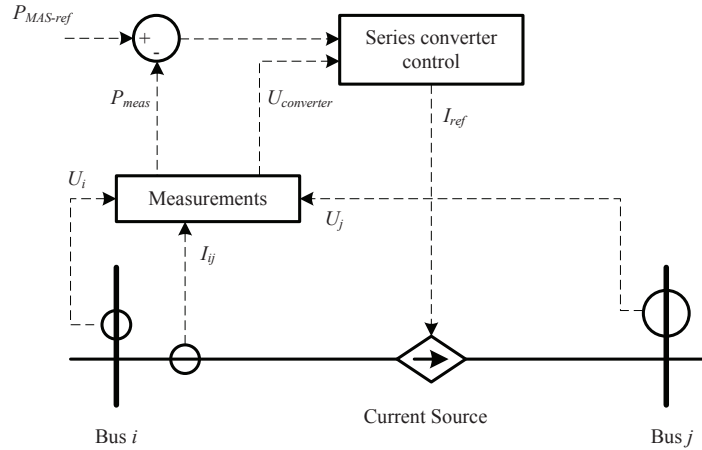 P_MAS-ref
+
-
Series converter
control
P_meas
U_converter
I_ref
U_i
Measurements
U_j
I_ij
Current Source
Bus i
Bus j